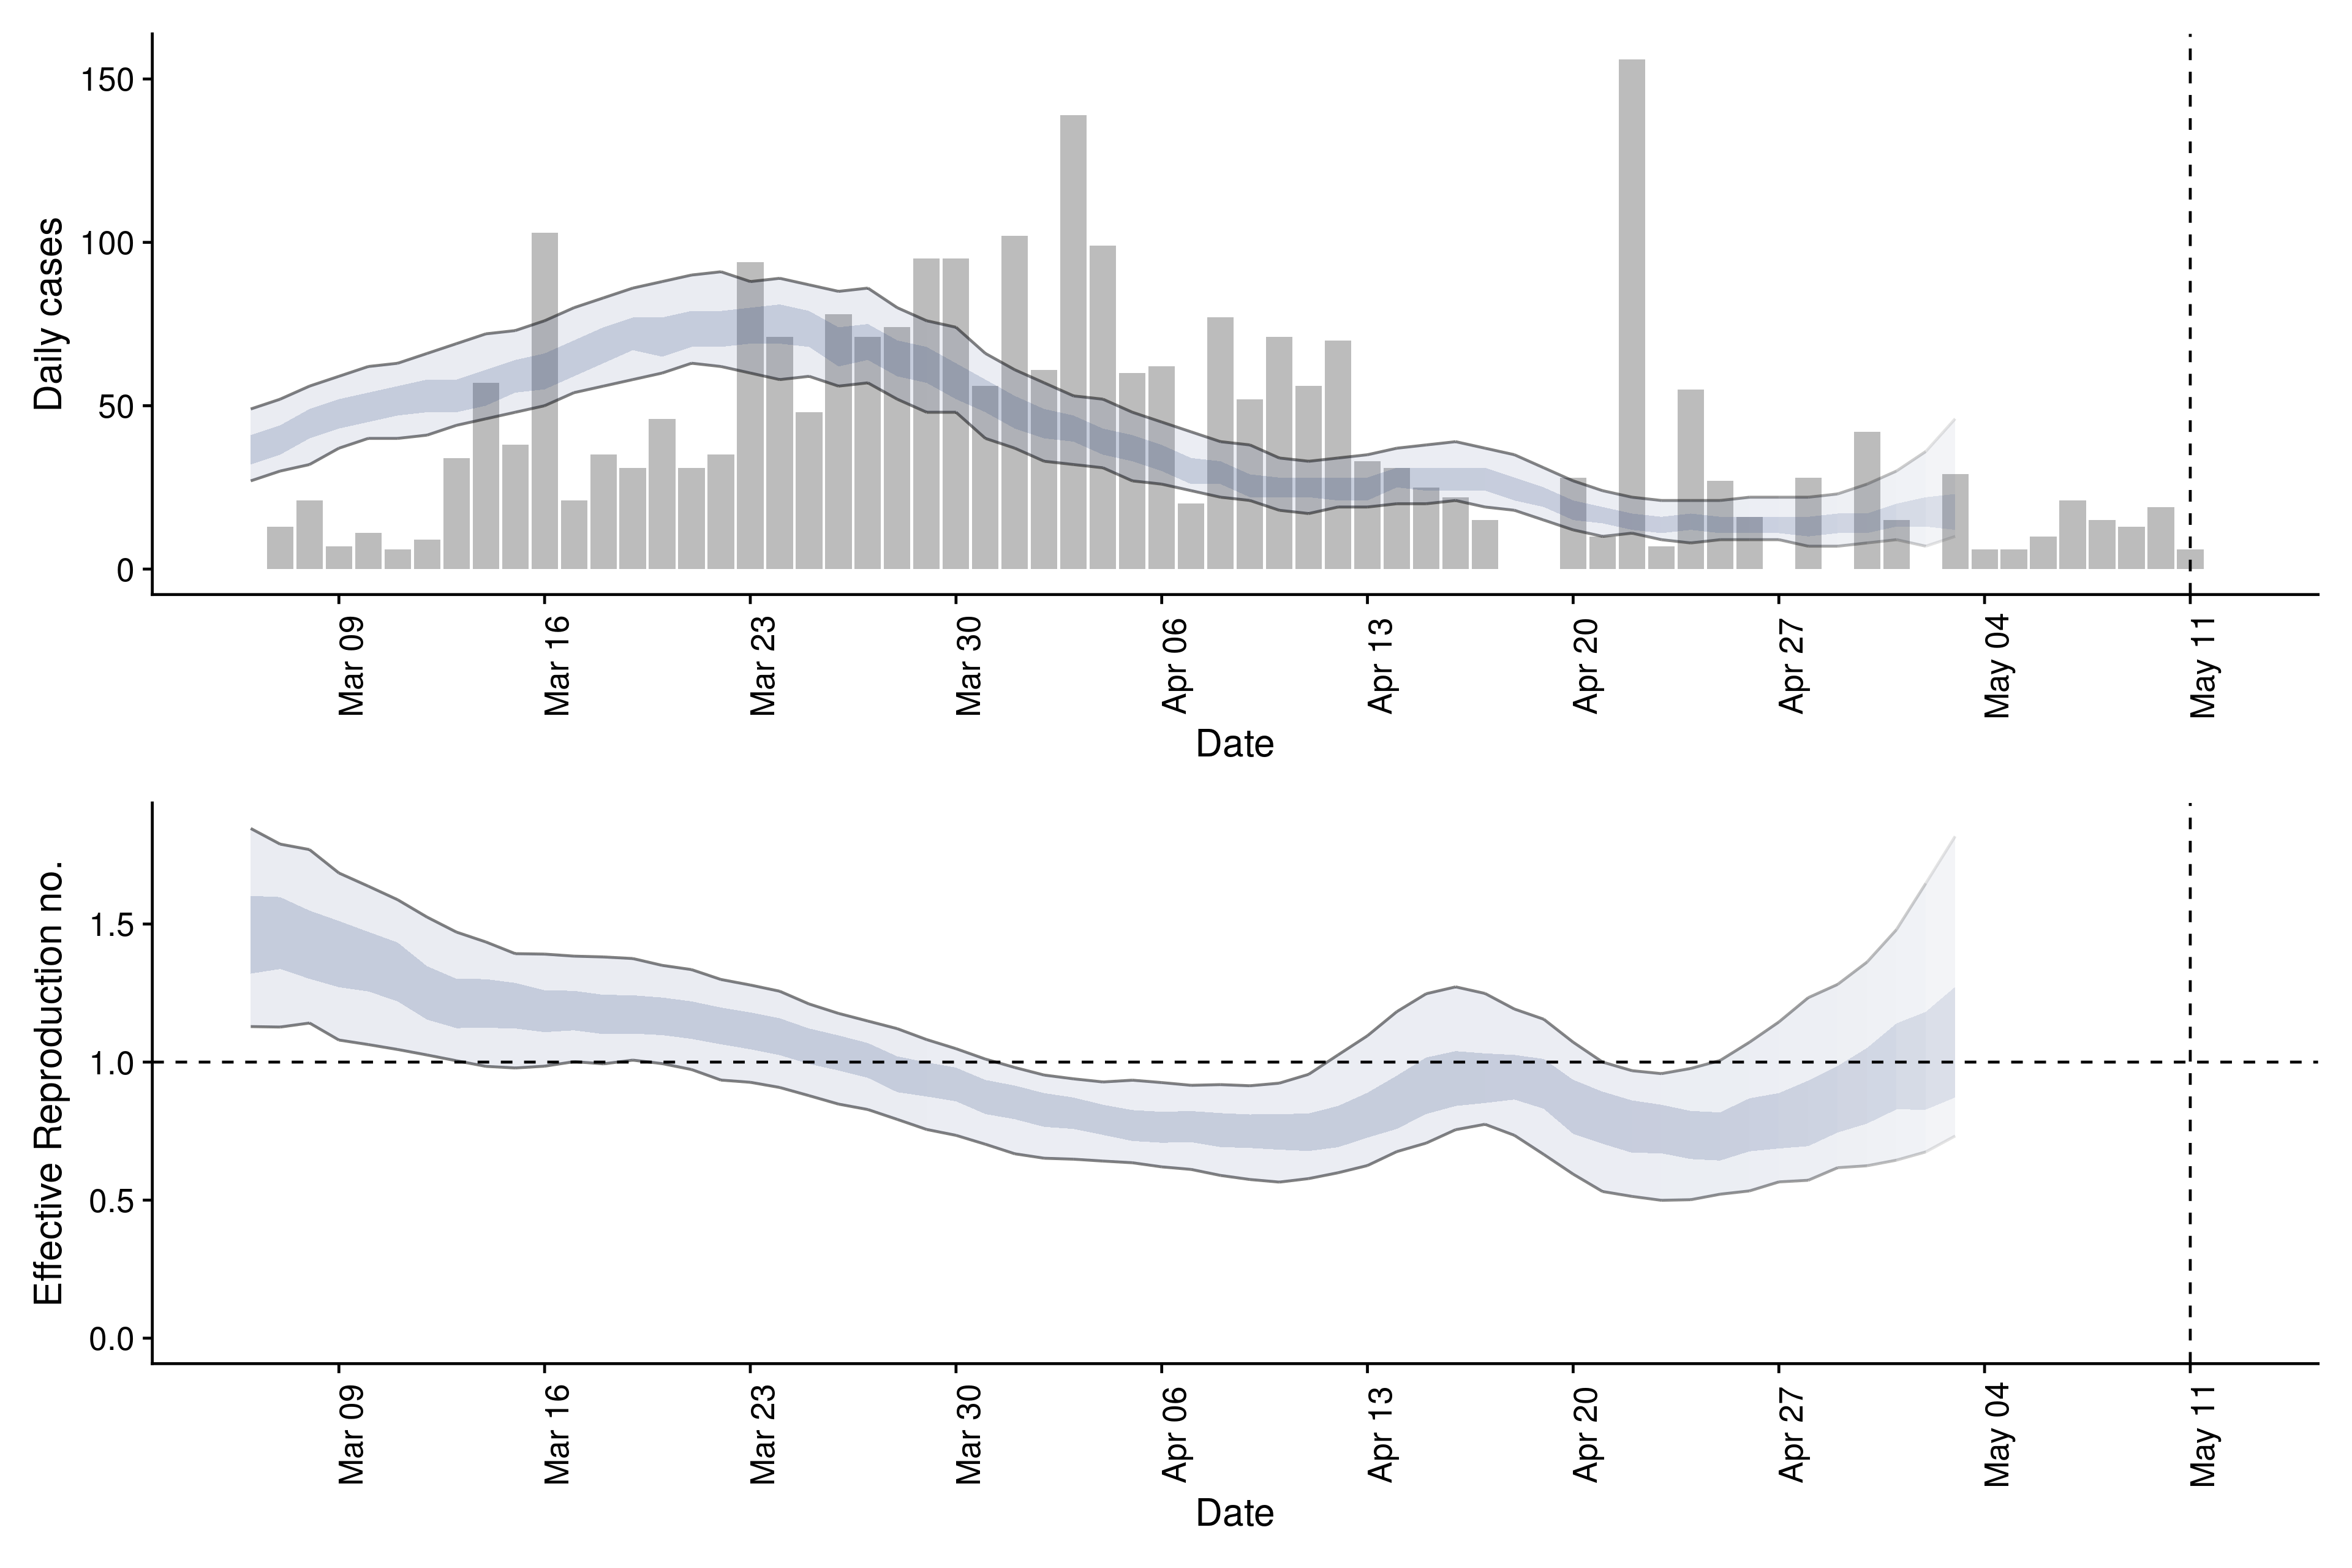 Daily cases
150
100
50
0
Mar 09
Mar 16
Mar 23
Mar 30
Apr 06
Apr 13
Apr 20
Apr 27
May 04
May 11
Date
Effective Reproduction no.
1.5
1.0
0.5
0.0
Mar 09
Mar 16
Mar 23
Mar 30
Apr 06
Apr 13
Apr 20
Apr 27
May 04
May 11
Date